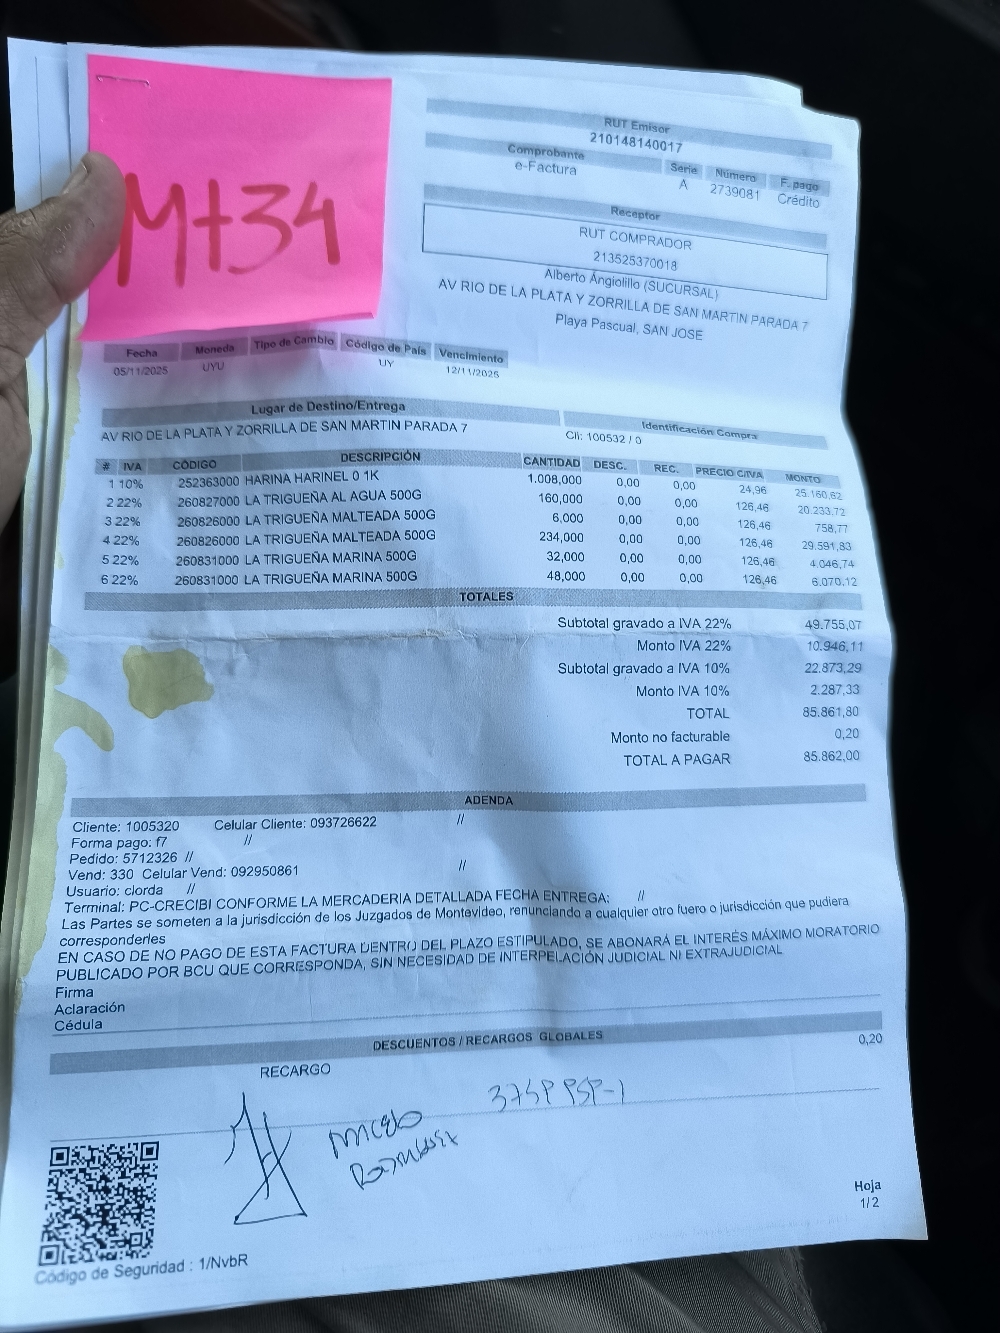 M+34
RUT Emisor
210148140017
Comprobante Serie Número F. pago
e-Factura A 2739081 Crédito
Receptor
RUT COMPRADOR
213525370018
Alberto Angiolillo (SUCURSAL)
AV RIO DE LA PLATA Y ZORRILLA DE SAN MARTIN PARADA 7
Playa Pascual, SAN JOSE
Fecha Moneda Tipo de Cambio Código de País Vencimiento
05/11/2025 UYU UY 12/11/2025
Lugar de Destino/Entrega Identificación Compra
AV RIO DE LA PLATA Y ZORRILLA DE SAN MARTIN PARADA 7 Cli: 100532 / 0
# IVA CÓDIGO DESCRIPCIÓN CANTIDAD DESC. REC. PRECIO C/IVA MONTO
1 10% 252363000 HARINA HARINEL 0 1K 1.008,000 0,00 0,00 24,96 25.160,62
2 22% 260827000 LA TRIGUEÑA AL AGUA 500G 160,000 0,00 0,00 126,46 20.233,72
3 22% 260826000 LA TRIGUEÑA MALTEADA 500G 6,000 0,00 0,00 126,46 758,77
4 22% 260826000 LA TRIGUEÑA MALTEADA 500G 234,000 0,00 0,00 126,46 29.591,83
5 22% 260831000 LA TRIGUEÑA MARINA 500G 32,000 0,00 0,00 126,46 4.046,74
6 22% 260831000 LA TRIGUEÑA MARINA 500G 48,000 0,00 0,00 126,46 6.070,12
TOTALES
Subtotal gravado a IVA 22% 49.755,07
Monto IVA 22% 10.946,11
Subtotal gravado a IVA 10% 22.873,29
Monto IVA 10% 2.287,33
TOTAL 85.861,80
Monto no facturable 0,20
TOTAL A PAGAR 85.862,00
ADENDA
Cliente: 1005320 Celular Cliente: 093726622 //
Forma pago: f7 //
Pedido: 5712326 //
Vend: 330 Celular Vend: 092950861 //
Usuario: clorda //
Terminal: PC-CRECIBI CONFORME LA MERCADERIA DETALLADA FECHA ENTREGA: //
Las Partes se someten a la jurisdicción de los Juzgados de Montevideo, renunciando a cualquier otro fuero o jurisdicción que pudiera
corresponderles
EN CASO DE NO PAGO DE ESTA FACTURA DENTRO DEL PLAZO ESTIPULADO, SE ABONARÁ EL INTERÉS MÁXIMO MORATORIO
PUBLICADO POR BCU QUE CORRESPONDA, SIN NECESIDAD DE INTERPELACIÓN JUDICIAL NI EXTRAJUDICIAL
Firma
Aclaración
Cédula
DESCUENTOS / RECARGOS GLOBALES
RECARGO 0,20
Hoja
1/2
Código de Seguridad : 1/NvbR